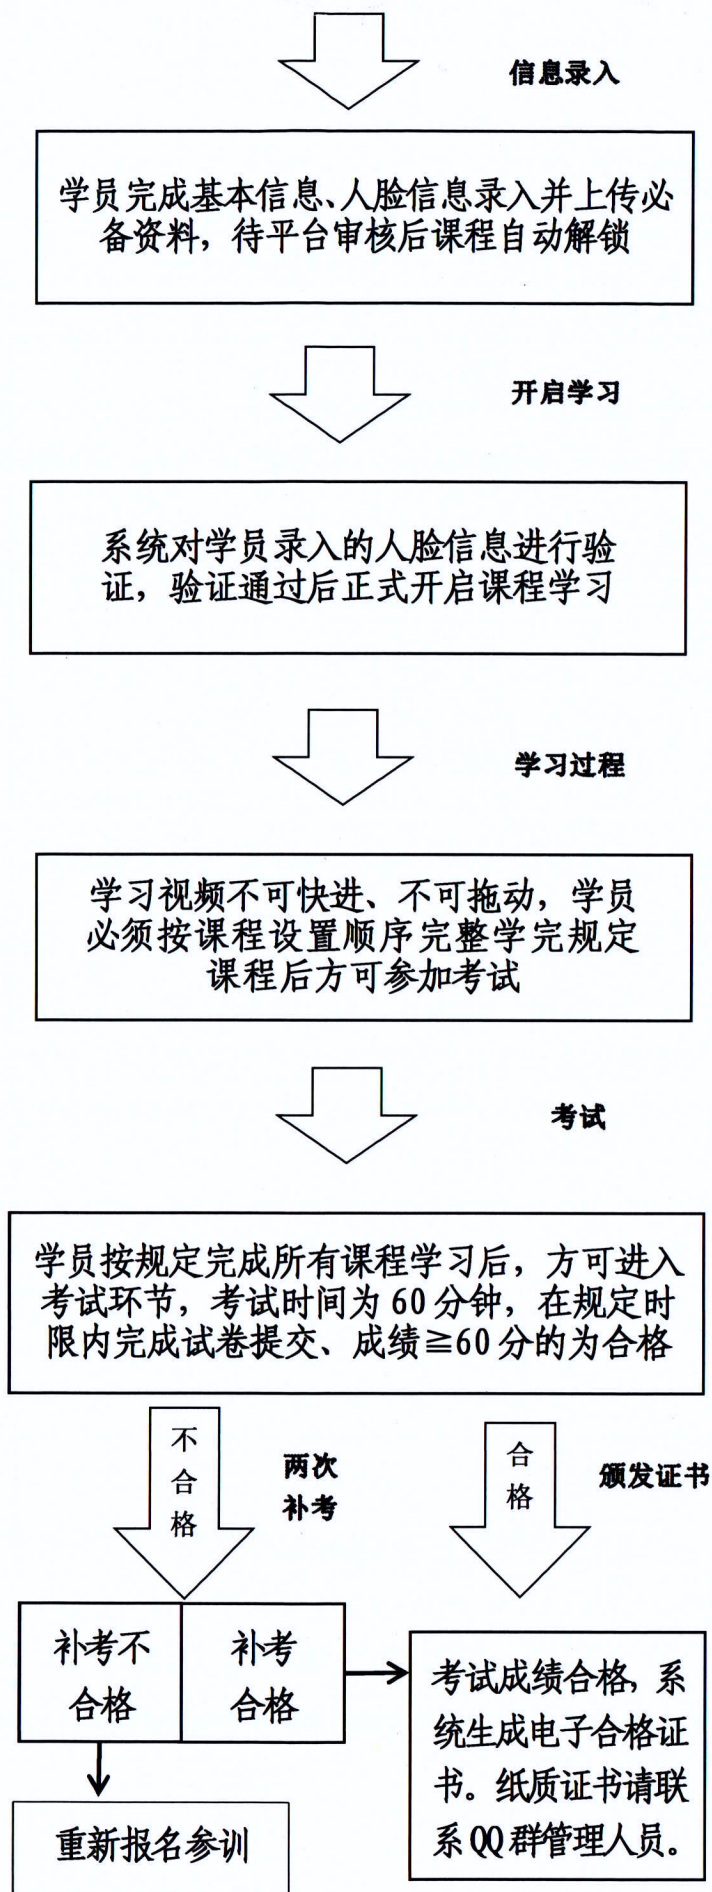 信息录入
学员完成基本信息、人脸信息录入并上传必
备资料，待平台审核后课程自动解锁
开启学习
系统对学员录入的人脸信息进行验
证，验证通过后正式开启课程学习
学习过程
学习视频不可快进、不可拖动，学员
必须按课程设置顺序完整学完规定
课程后方可参加考试
考试
学员按规定完成所有课程学习后，方可进入
考试环节，考试时间为60分钟，在规定时
限内完成试卷提交、成绩≧60分的为合格
不
合
格
两次
补考
合
格
颁发证书
补考不
合格
补考
合格
考试成绩合格，系
统生成电子合格证
书。纸质证书请联
系QQ群管理人员。
重新报名参训